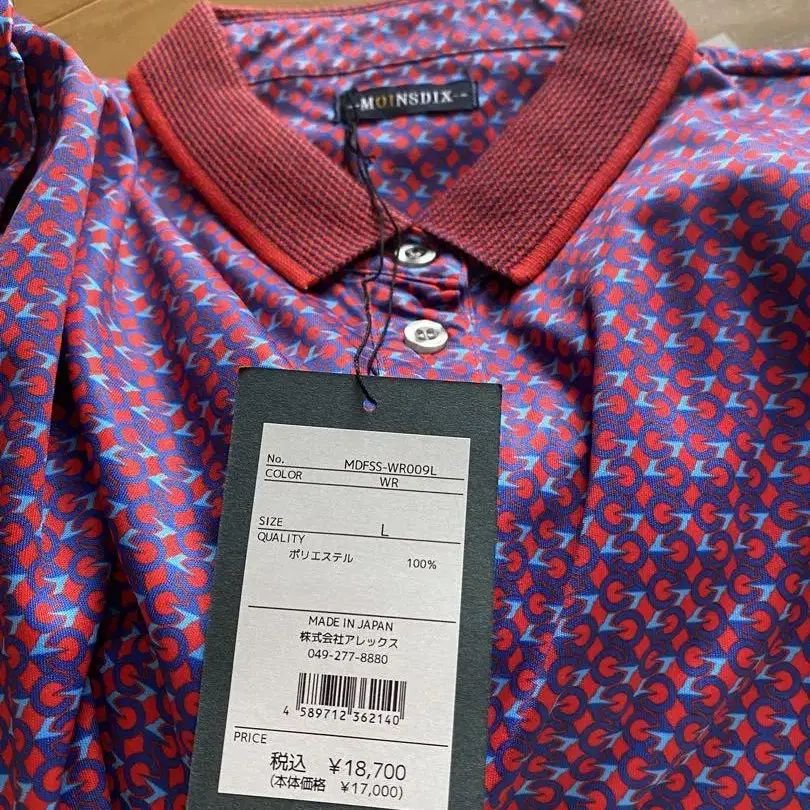 --MOINSDIX--
No. MDFSS-WR009L
COLOR WR
SIZE L
QUALITY
ポリエステル 100%
MADE IN JAPAN
株式会社アレックス
049-277-8880
4 589712 362140
PRICE
税込 ¥18,700
(本体価格 ¥17,000)